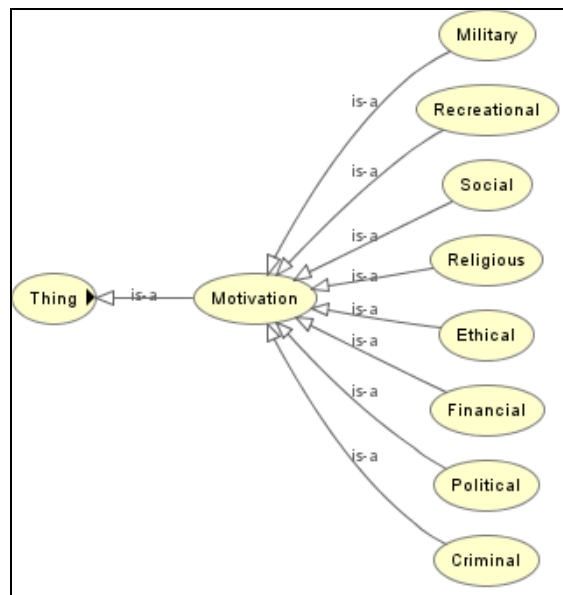 Military
is-a
Recreational
is-a
Social
is-a
Religious
is-a
Thing
is-a
Motivation
is-a
Ethical
is-a
Financial
is-a
Political
is-a
Criminal